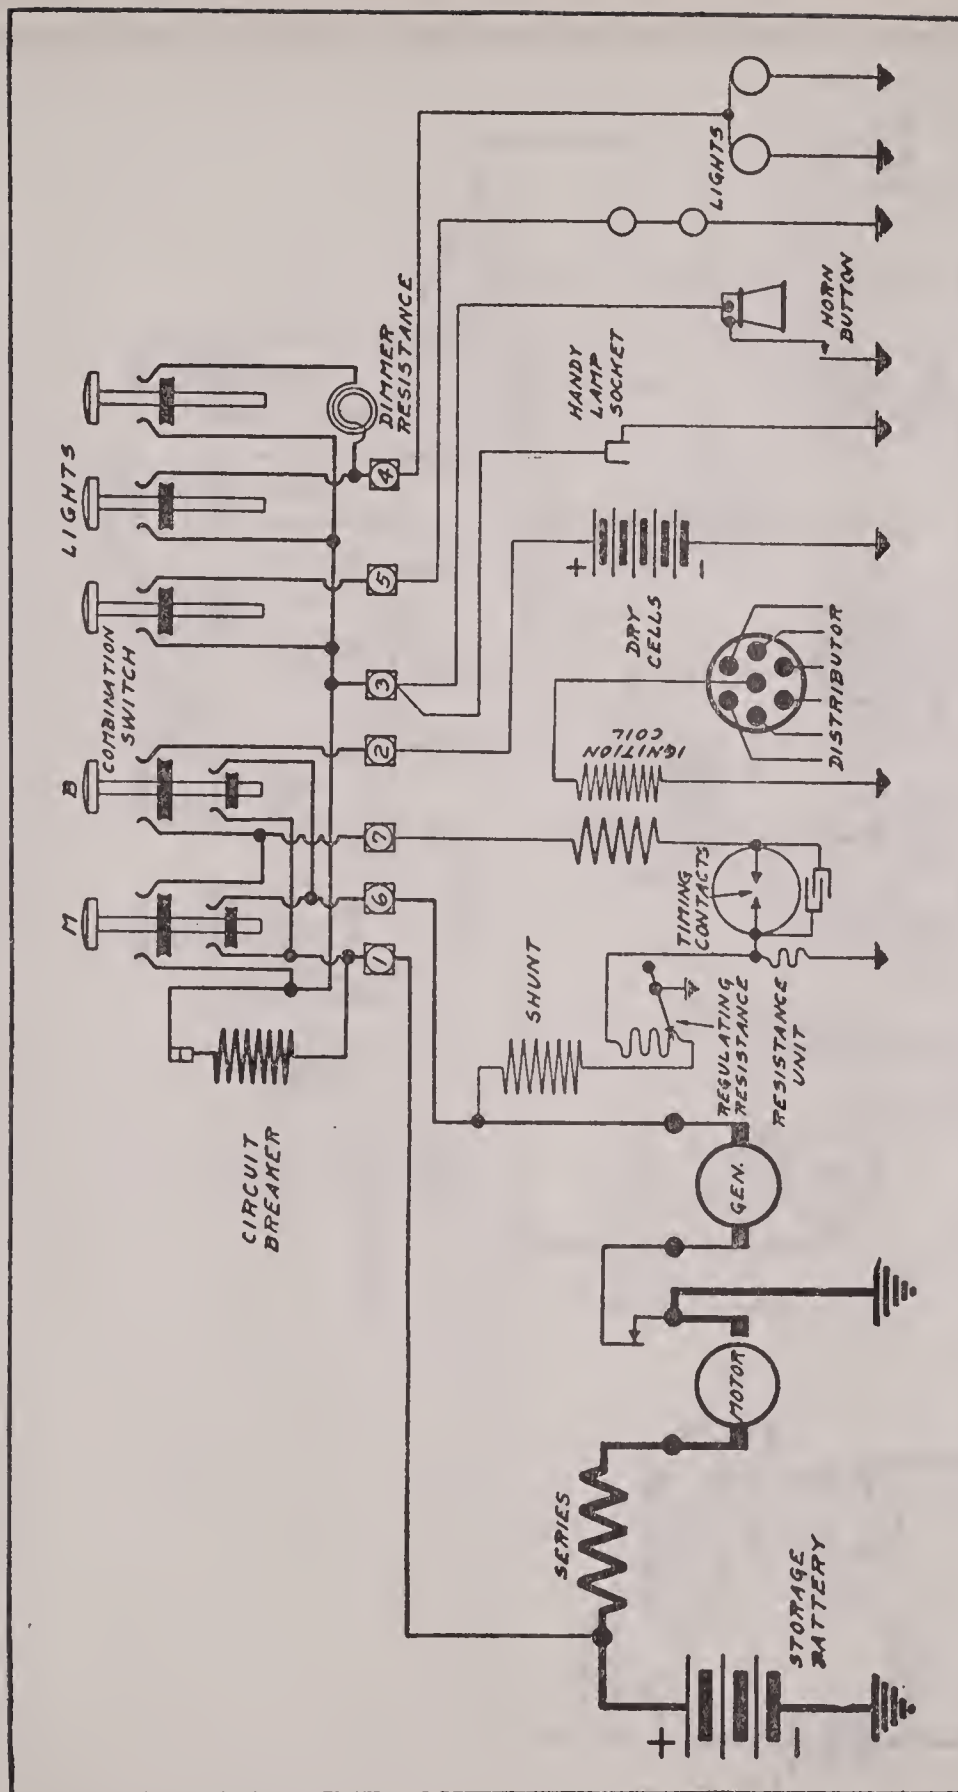 LIGHTS
COMBINATION
SWITCH
B
M
CIRCUIT
BREAKER
1
6
7
2
3
5
4
DIMMER
RESISTANCE
SERIES
STORAGE
BATTERY
+
-
MOTOR
GEN.
SHUNT
REGULATING
RESISTANCE
RESISTANCE
UNIT
TIMING
CONTACTS
IGNITION
COIL
DISTRIBUTOR
DRY
CELLS
+
-
HANDY
LAMP
SOCKET
HORN
BUTTON
LIGHTS